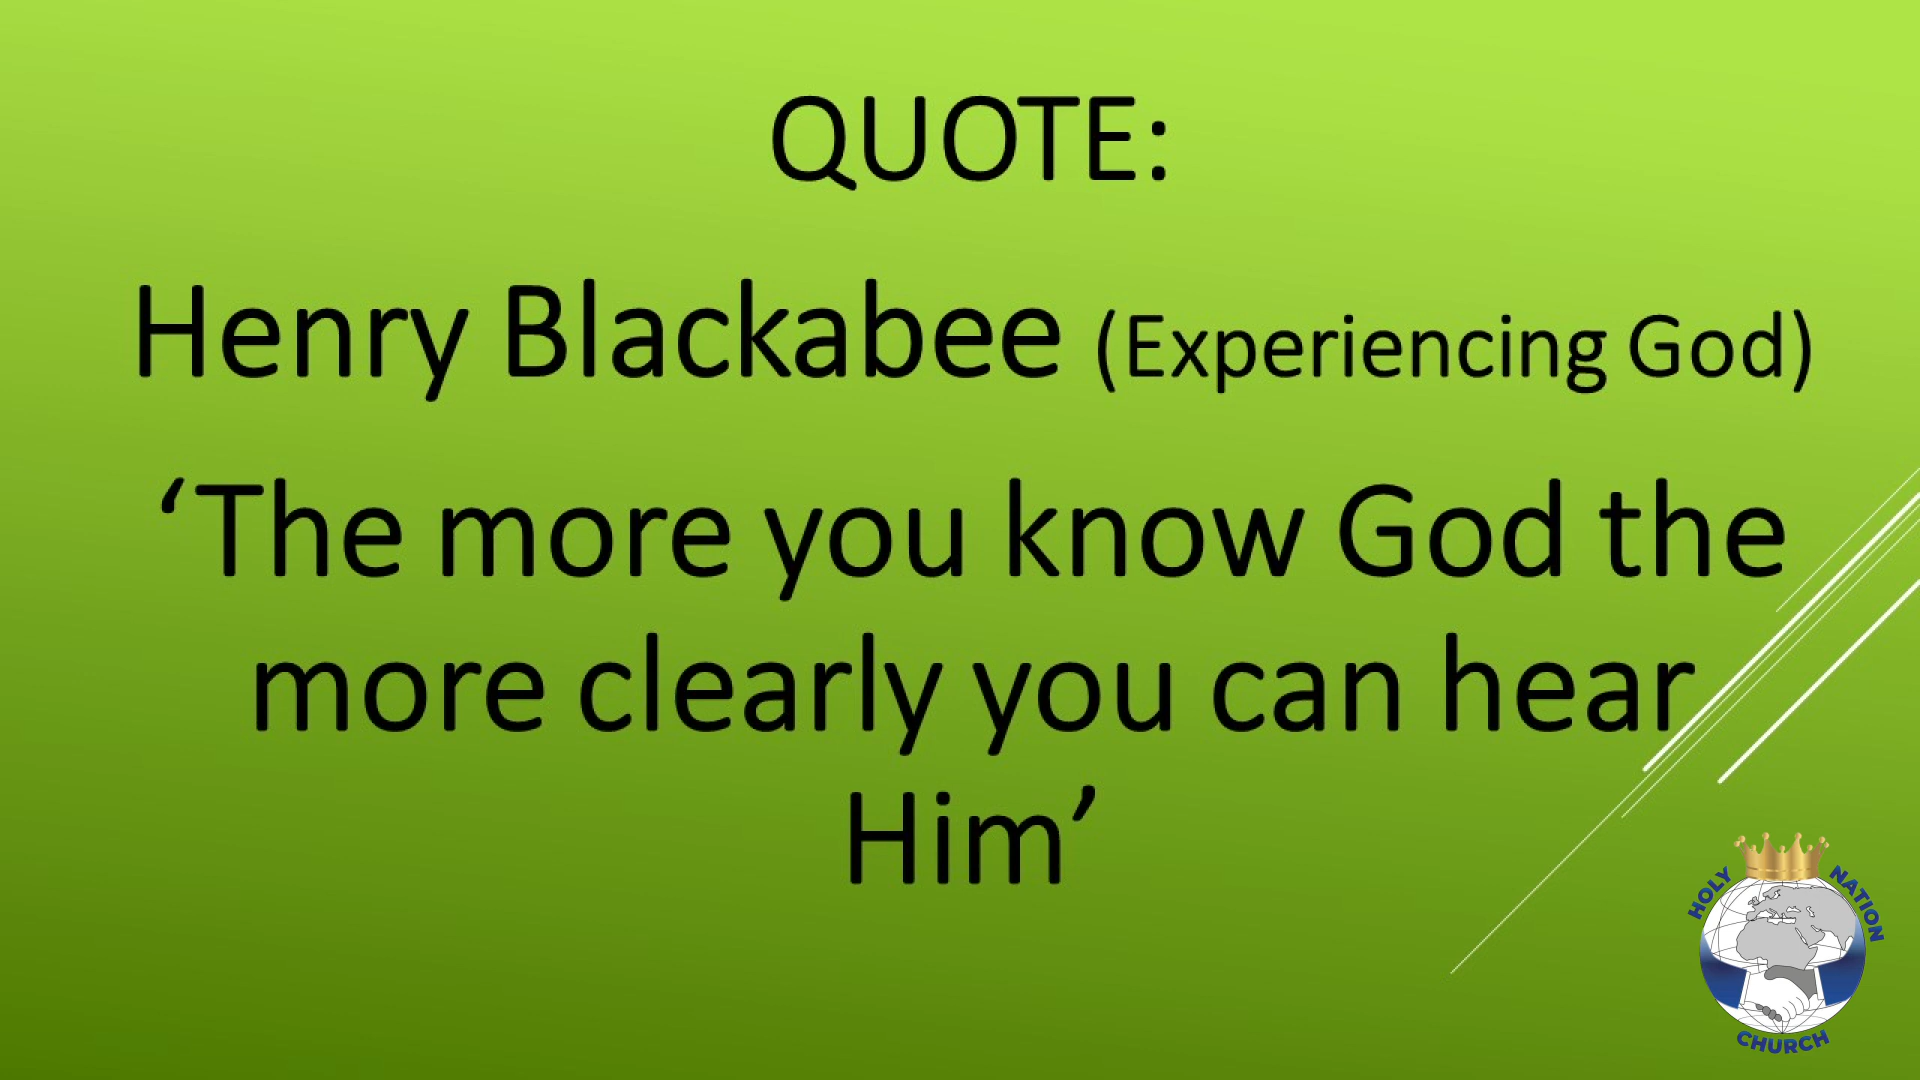 QUOTE:
Henry Blackabee (Experiencing God)
‘The more you know God the
more clearly you can hear
Him’
HOLY NATION
CHURCH